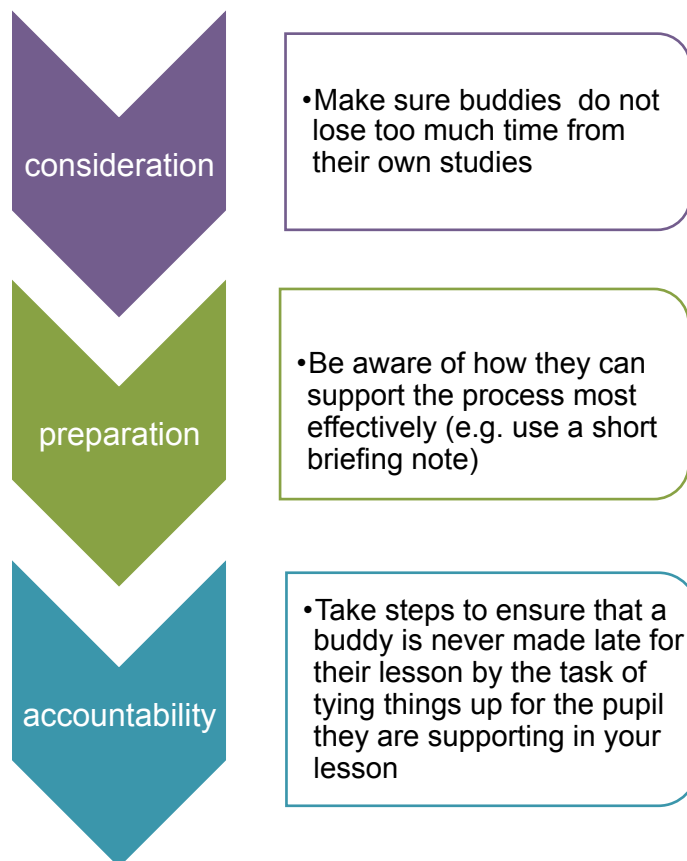 consideration
•Make sure buddies  do not
lose too much time from
their own studies
preparation
•Be aware of how they can
support the process most
effectively (e.g. use a short
briefing note)
accountability
•Take steps to ensure that a
buddy is never made late for
their lesson by the task of
tying things up for the pupil
they are supporting in your
lesson